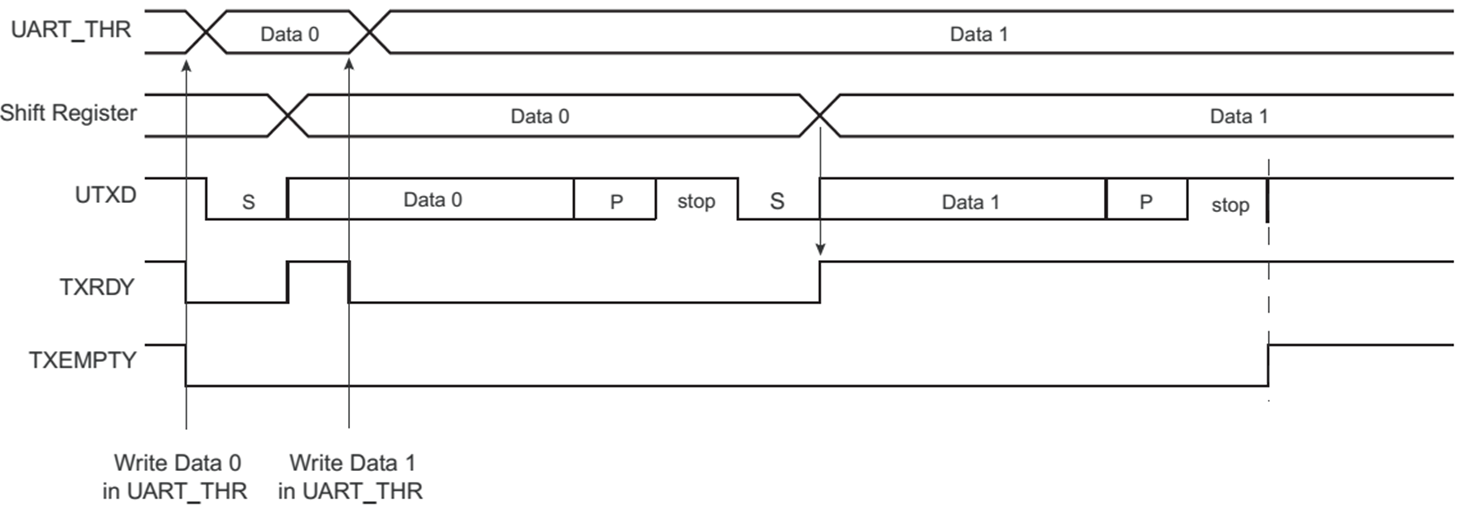 UART_THR Data 0 Data 1
Shift Register Data 0 Data 1
UTXD S Data 0 P stop S Data 1 P stop
TXRDY
TXEMPTY
Write Data 0 Write Data 1
in UART_THR in UART_THR